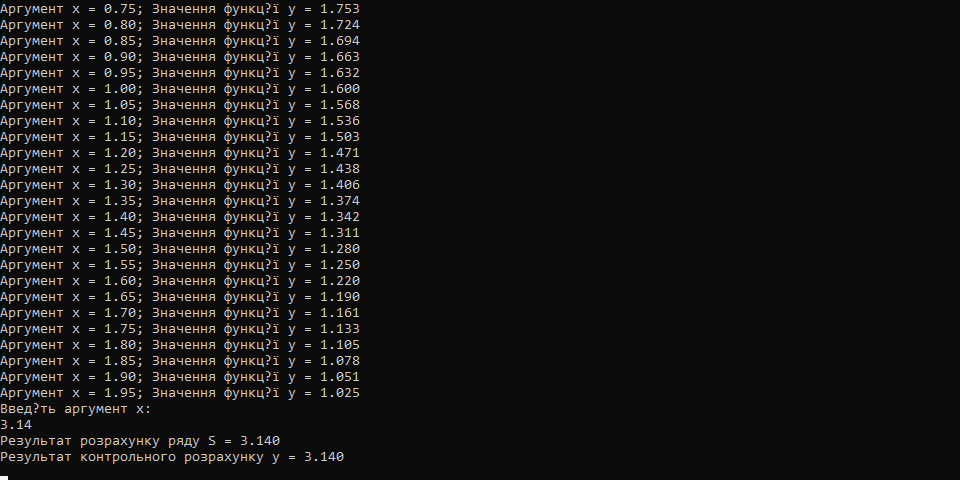 Аргумент x = 0.75; Значення функц?ї y = 1.753
Аргумент x = 0.80; Значення функц?ї y = 1.724
Аргумент x = 0.85; Значення функц?ї y = 1.694
Аргумент x = 0.90; Значення функц?ї y = 1.663
Аргумент x = 0.95; Значення функц?ї y = 1.632
Аргумент x = 1.00; Значення функц?ї y = 1.600
Аргумент x = 1.05; Значення функц?ї y = 1.568
Аргумент x = 1.10; Значення функц?ї y = 1.536
Аргумент x = 1.15; Значення функц?ї y = 1.503
Аргумент x = 1.20; Значення функц?ї y = 1.471
Аргумент x = 1.25; Значення функц?ї y = 1.438
Аргумент x = 1.30; Значення функц?ї y = 1.406
Аргумент x = 1.35; Значення функц?ї y = 1.374
Аргумент x = 1.40; Значення функц?ї y = 1.342
Аргумент x = 1.45; Значення функц?ї y = 1.311
Аргумент x = 1.50; Значення функц?ї y = 1.280
Аргумент x = 1.55; Значення функц?ї y = 1.250
Аргумент x = 1.60; Значення функц?ї y = 1.220
Аргумент x = 1.65; Значення функц?ї y = 1.190
Аргумент x = 1.70; Значення функц?ї y = 1.161
Аргумент x = 1.75; Значення функц?ї y = 1.133
Аргумент x = 1.80; Значення функц?ї y = 1.105
Аргумент x = 1.85; Значення функц?ї y = 1.078
Аргумент x = 1.90; Значення функц?ї y = 1.051
Аргумент x = 1.95; Значення функц?ї y = 1.025
Введ?ть аргумент x:
3.14
Результат розрахунку ряду S = 3.140
Результат контрольного розрахунку y = 3.140